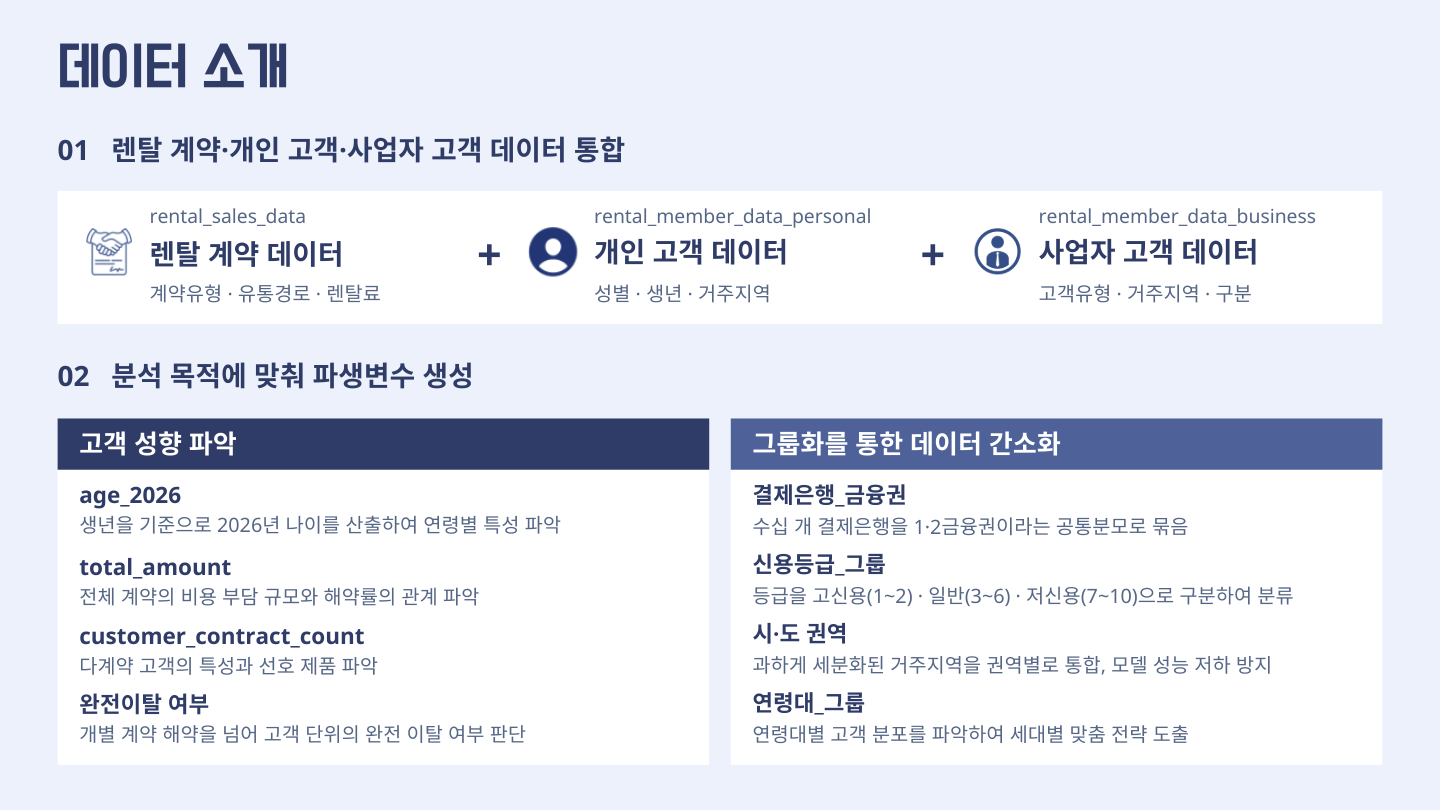 데이터 소개
01 렌탈 계약·개인 고객·사업자 고객 데이터 통합
rental_sales_data
렌탈 계약 데이터
계약유형 · 유통경로 · 렌탈료
+
rental_member_data_personal
개인 고객 데이터
성별 · 생년 · 거주지역
+
rental_member_data_business
사업자 고객 데이터
고객유형 · 거주지역 · 구분
02 분석 목적에 맞춰 파생변수 생성
고객 성향 파악
age_2026
생년을 기준으로 2026년 나이를 산출하여 연령별 특성 파악
total_amount
전체 계약의 비용 부담 규모와 해약률의 관계 파악
customer_contract_count
다계약 고객의 특성과 선호 제품 파악
완전이탈 여부
개별 계약 해약을 넘어 고객 단위의 완전 이탈 여부 판단
그룹화를 통한 데이터 간소화
결제은행_금융권
수십 개 결제은행을 1·2금융권이라는 공통분모로 묶음
신용등급_그룹
등급을 고신용(1~2) · 일반(3~6) · 저신용(7~10)으로 구분하여 분류
시·도 권역
과하게 세분화된 거주지역을 권역별로 통합, 모델 성능 저하 방지
연령대_그룹
연령대별 고객 분포를 파악하여 세대별 맞춤 전략 도출